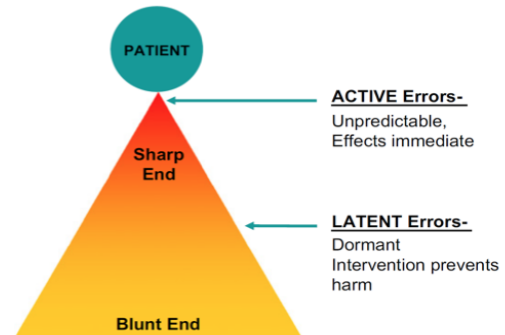 PATIENT
ACTIVE Errors-
Unpredictable,
Effects immediate
Sharp
End
LATENT Errors-
Dormant
Intervention prevents
harm
Blunt End